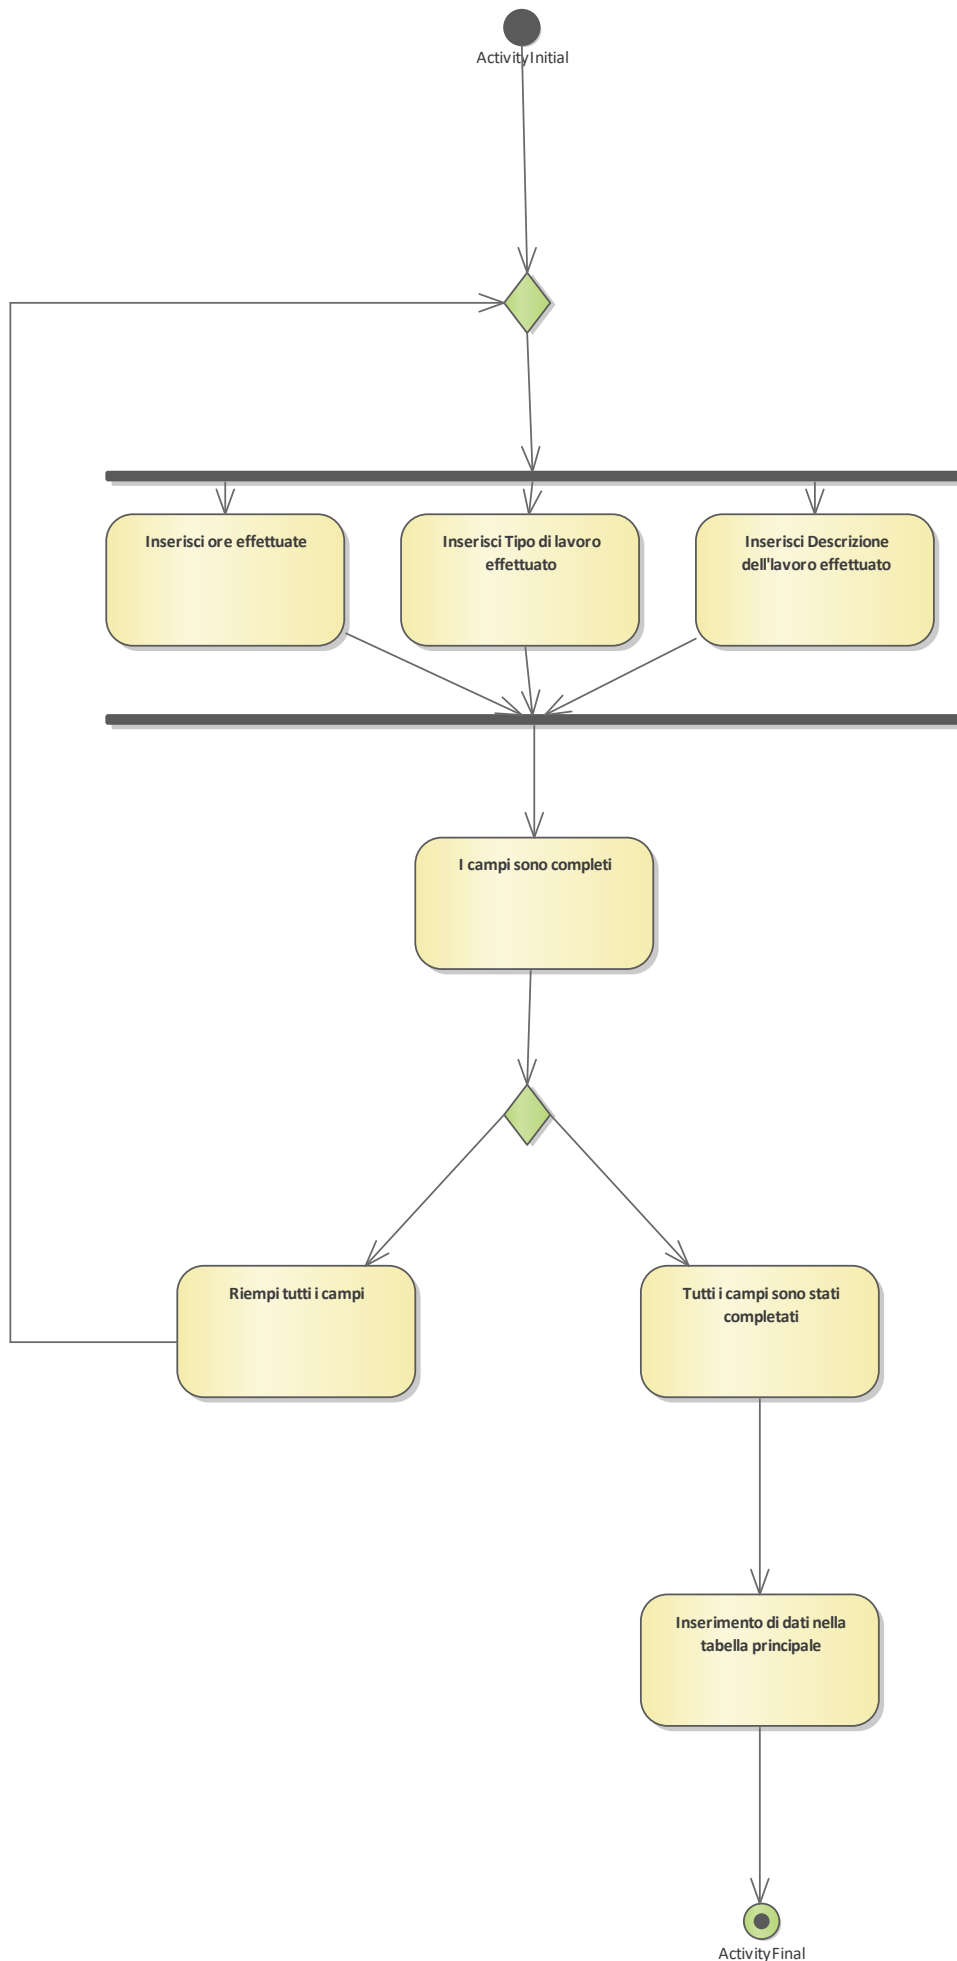 ActivityInitial
Inserisci ore effettuate
Inserisci Tipo di lavoro
effettuato
Inserisci Descrizione
dell'lavoro effettuato
I campi sono completi
Riempi tutti i campi
Tutti i campi sono stati
completati
Inserimento di dati nella
tabella principale
ActivityFinal